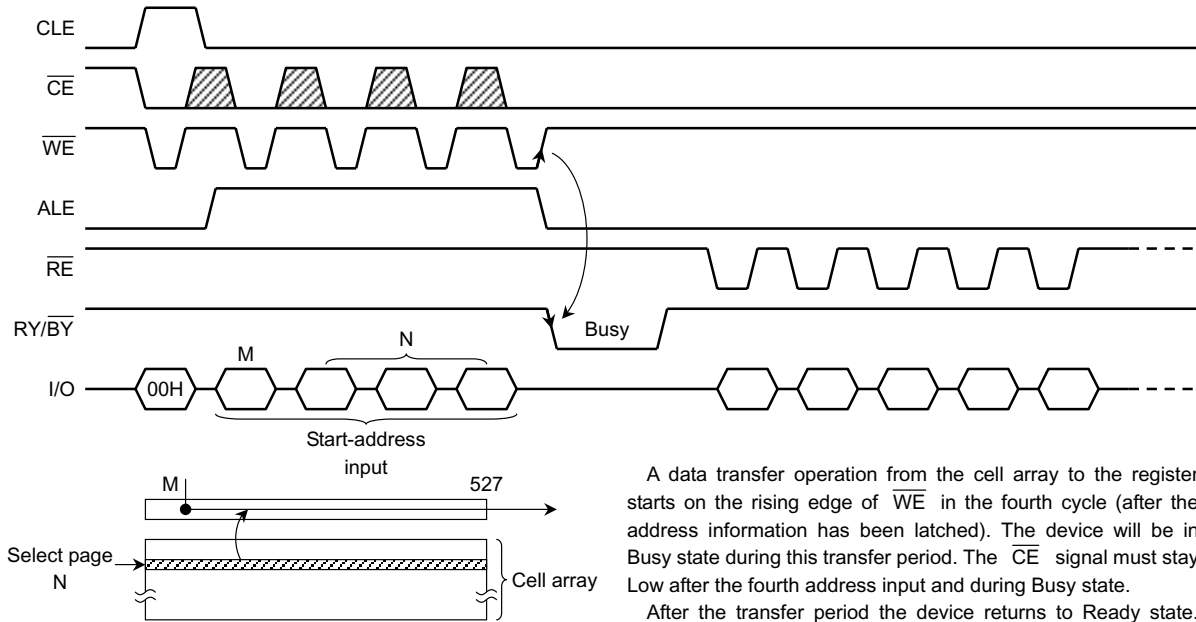 CLE
CE
WE
ALE
RE
RY/BY
Busy
M
N
I/O
00H
Start-address
input
M
527
Select page
N
Cell array
A data transfer operation from the cell array to the register
starts on the rising edge of WE in the fourth cycle (after the
address information has been latched). The device will be in
Busy state during this transfer period. The CE signal must stay
Low after the fourth address input and during Busy state.
After the transfer period the device returns to Ready state.